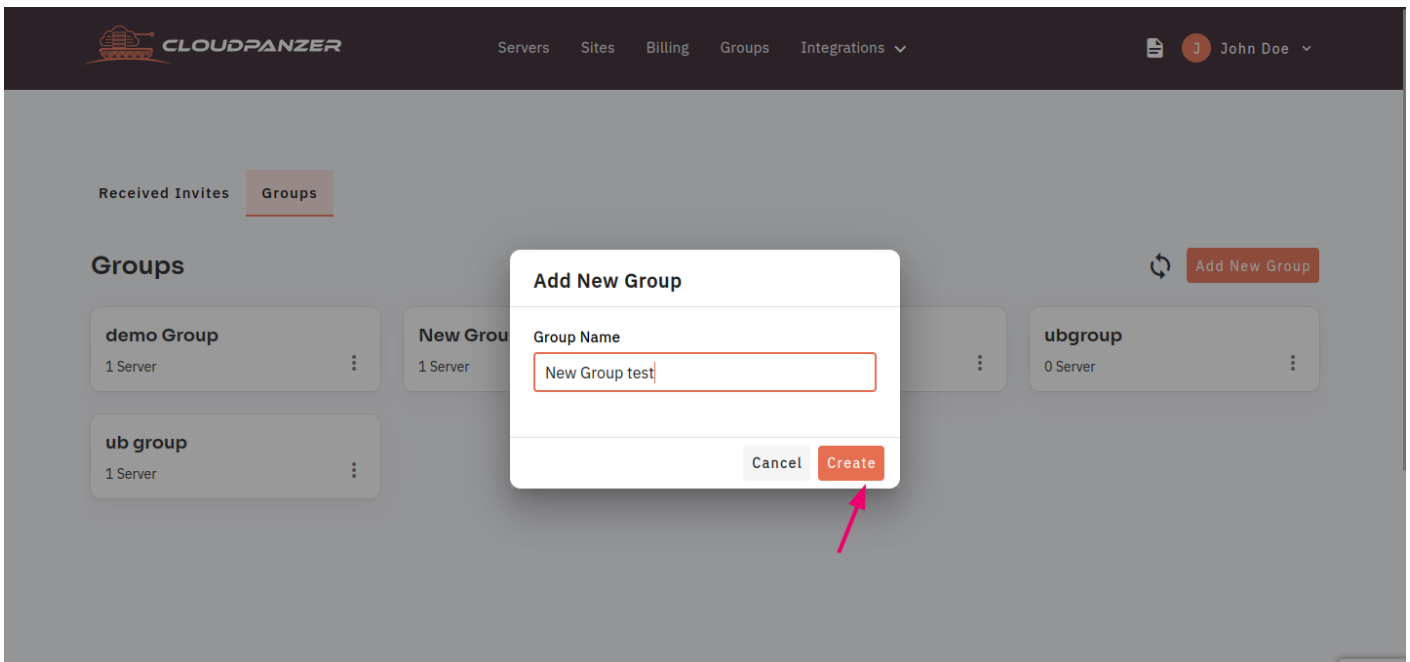 CLOUDPANZER
Servers Sites Billing Groups Integrations
J John Doe
Received Invites Groups
Groups
Add New Group
demo Group
1 Server
New Grou
1 Server
ubgroup
0 Server
ub group
1 Server
Add New Group
Group Name
New Group test
Cancel Create